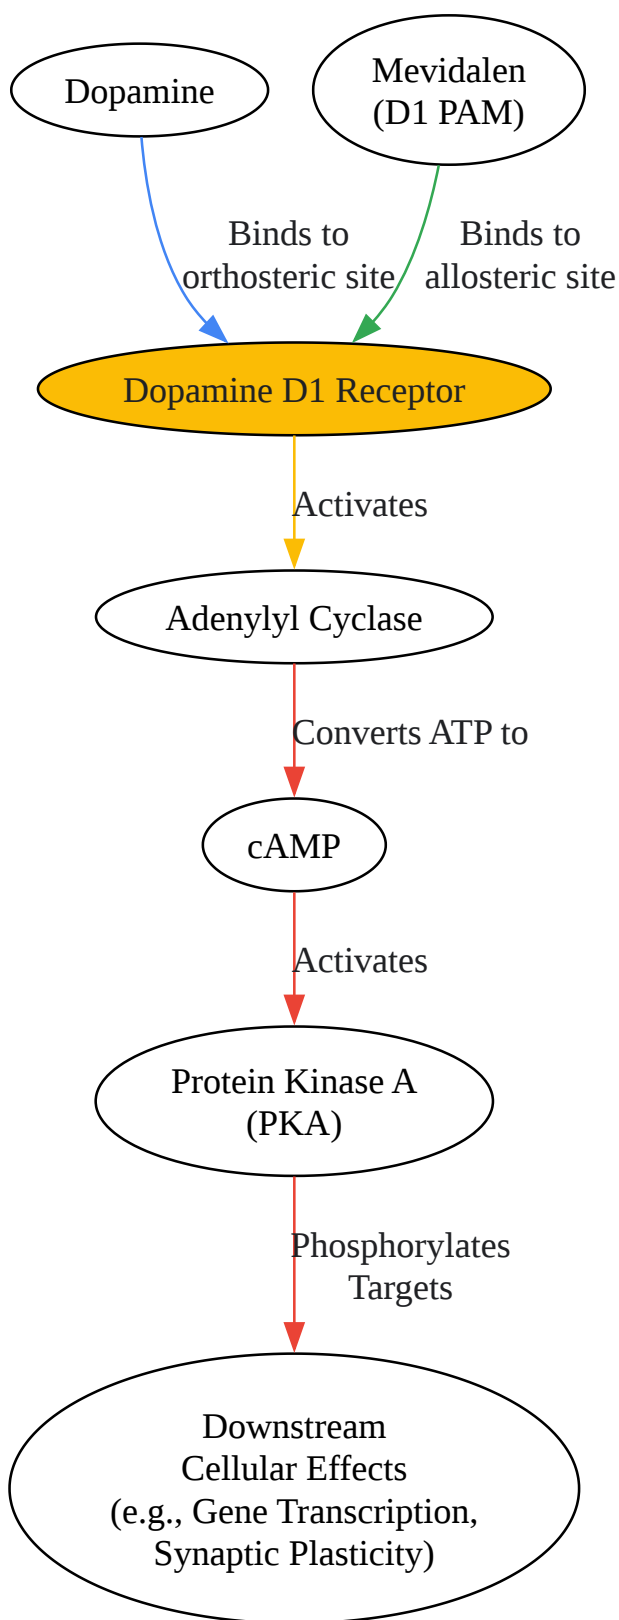 Dopamine
Mevidalen
(D1 PAM)
Binds to
orthosteric site
Binds to
allosteric site
Dopamine D1 Receptor
Activates
Adenylyl Cyclase
Converts ATP to
cAMP
Activates
Protein Kinase A
(PKA)
Phosphorylates
Targets
Downstream
Cellular Effects
(e.g., Gene Transcription,
Synaptic Plasticity)